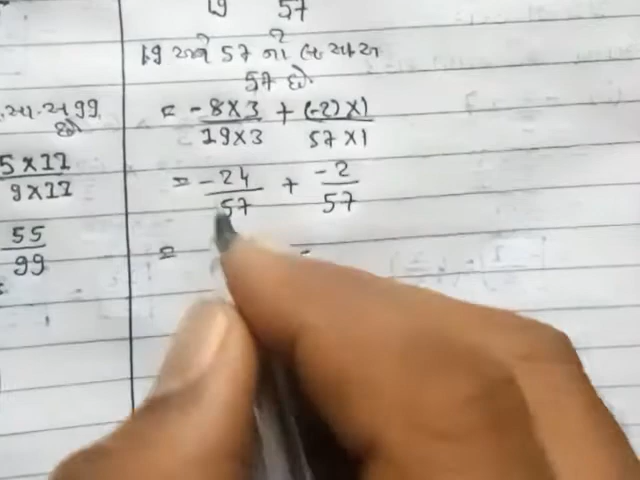 19 57
19 અને 57 નો લ.સા.અ
57 છે
લ.સા.અ 99
છે
= -8×3/19×3 + (-2)×1/57×1
5×11/9×11
= -24/57 + -2/57
55/99
=